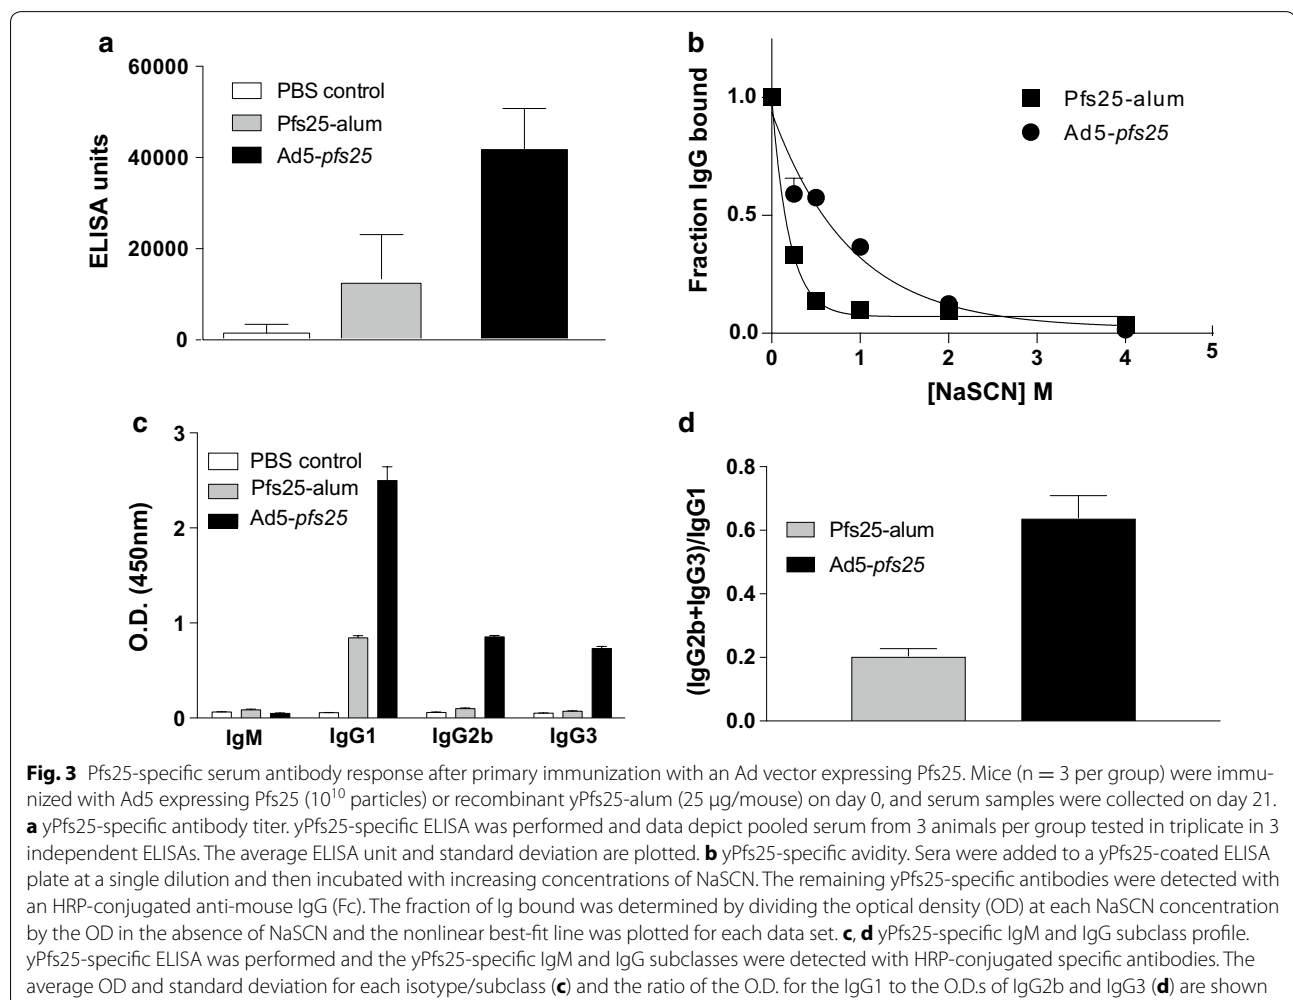 a
60000
40000
20000
0
ELISA units
PBS control
Pfs25-alum
Ad5-pfs25
b
1.0
0.5
0.0
Fraction IgG bound
Pfs25-alum
Ad5-pfs25
0 1 2 3 4 5
[NaSCN] M
c
3
2
1
0
O.D. (450nm)
PBS control
Pfs25-alum
Ad5-pfs25
IgM IgG1 IgG2b IgG3
d
0.8
0.6
0.4
0.2
0.0
(IgG2b+IgG3)/IgG1
Pfs25-alum
Ad5-pfs25
Fig. 3 Pfs25-specific serum antibody response after primary immunization with an Ad vector expressing Pfs25. Mice (n = 3 per group) were immu-
nized with Ad5 expressing Pfs25 (10¹⁰ particles) or recombinant yPfs25-alum (25 µg/mouse) on day 0, and serum samples were collected on day 21.
a yPfs25-specific antibody titer. yPfs25-specific ELISA was performed and data depict pooled serum from 3 animals per group tested in triplicate in 3
independent ELISAs. The average ELISA unit and standard deviation are plotted. b yPfs25-specific avidity. Sera were added to a yPfs25-coated ELISA
plate at a single dilution and then incubated with increasing concentrations of NaSCN. The remaining yPfs25-specific antibodies were detected with
an HRP-conjugated anti-mouse IgG (Fc). The fraction of Ig bound was determined by dividing the optical density (OD) at each NaSCN concentration
by the OD in the absence of NaSCN and the nonlinear best-fit line was plotted for each data set. c, d yPfs25-specific IgM and IgG subclass profile.
yPfs25-specific ELISA was performed and the yPfs25-specific IgM and IgG subclasses were detected with HRP-conjugated specific antibodies. The
average OD and standard deviation for each isotype/subclass (c) and the ratio of the O.D. for the IgG1 to the O.D.s of IgG2b and IgG3 (d) are shown